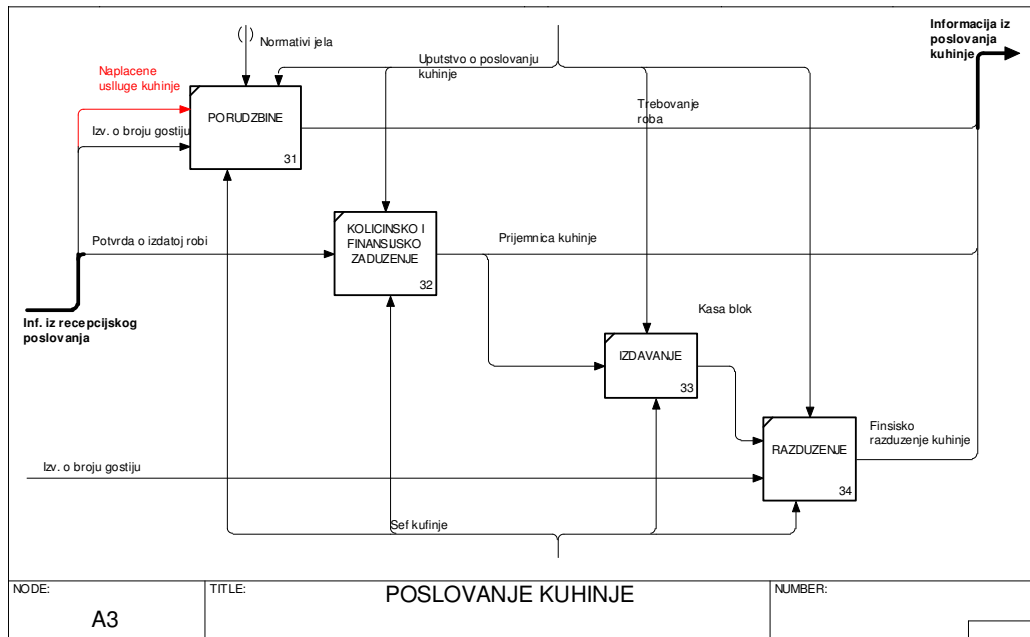 Informacija iz
poslovanja
kuhinje
Normativi jela
Uputstvo o poslovanju
kuhinje
Naplacene
uslluge kuhinje
Trebovanje
roba
PORUDZBINE
31
Izv. o broju gostiju
KOLICINSKO I
FINANSIJSKO
ZADUZENJE
32
Potvrda o izdatoj robi
Prijemnica kuhinje
Inf. iz recepcijskog
poslovanja
Kasa blok
IZDAVANJE
33
Finsisko
razduzenje kuhinje
RAZDUZENJE
34
Izv. o broju gostiju
Sef kufinje
NODE:
TITLE:
NUMBER:
A3
POSLOVANJE KUHINJE